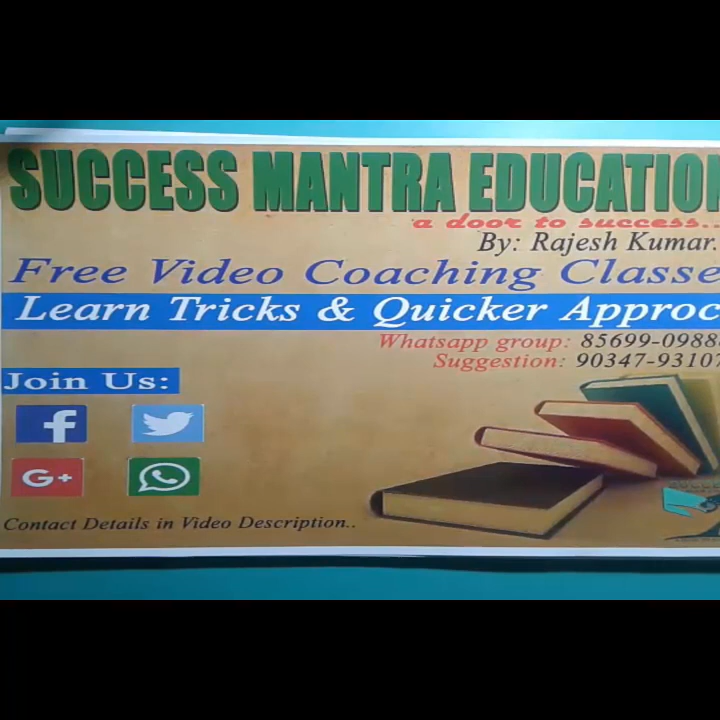 SUCCESS MANTRA EDUCATION
a door to success..
By: Rajesh Kumar.
Free Video Coaching Classe
Learn Tricks & Quicker Approc
Whatsapp group: 85699-0988
Suggestion: 90347-93107
Join Us:
f
G+
Contact Details in Video Description..